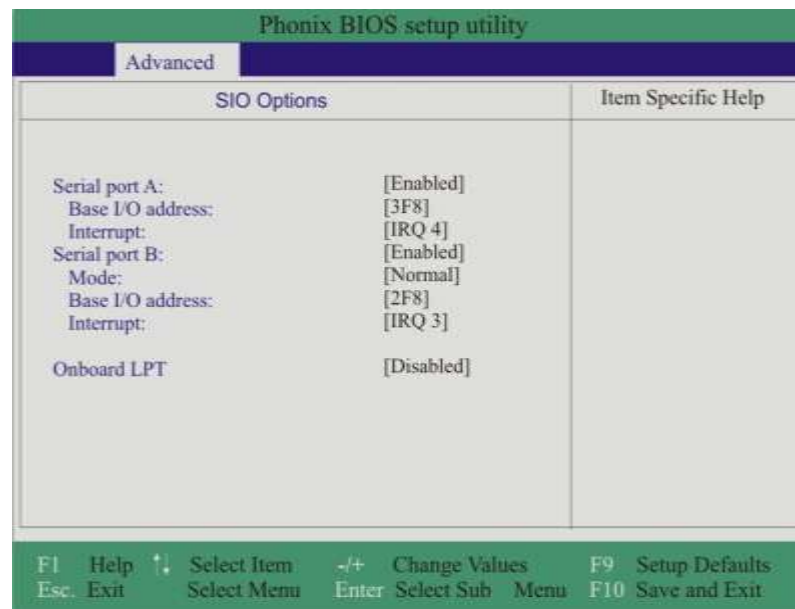 Phonix BIOS setup utility
Advanced
SIO Options
Item Specific Help
Serial port A: [Enabled]
Base I/O address: [3F8]
Interrupt: [IRQ 4]
Serial port B: [Enabled]
Mode: [Normal]
Base I/O address: [2F8]
Interrupt: [IRQ 3]
Onboard LPT [Disabled]
F1 Help ↑↓ Select Item -/+ Change Values F9 Setup Defaults
Esc. Exit Select Menu Enter Select Sub Menu F10 Save and Exit